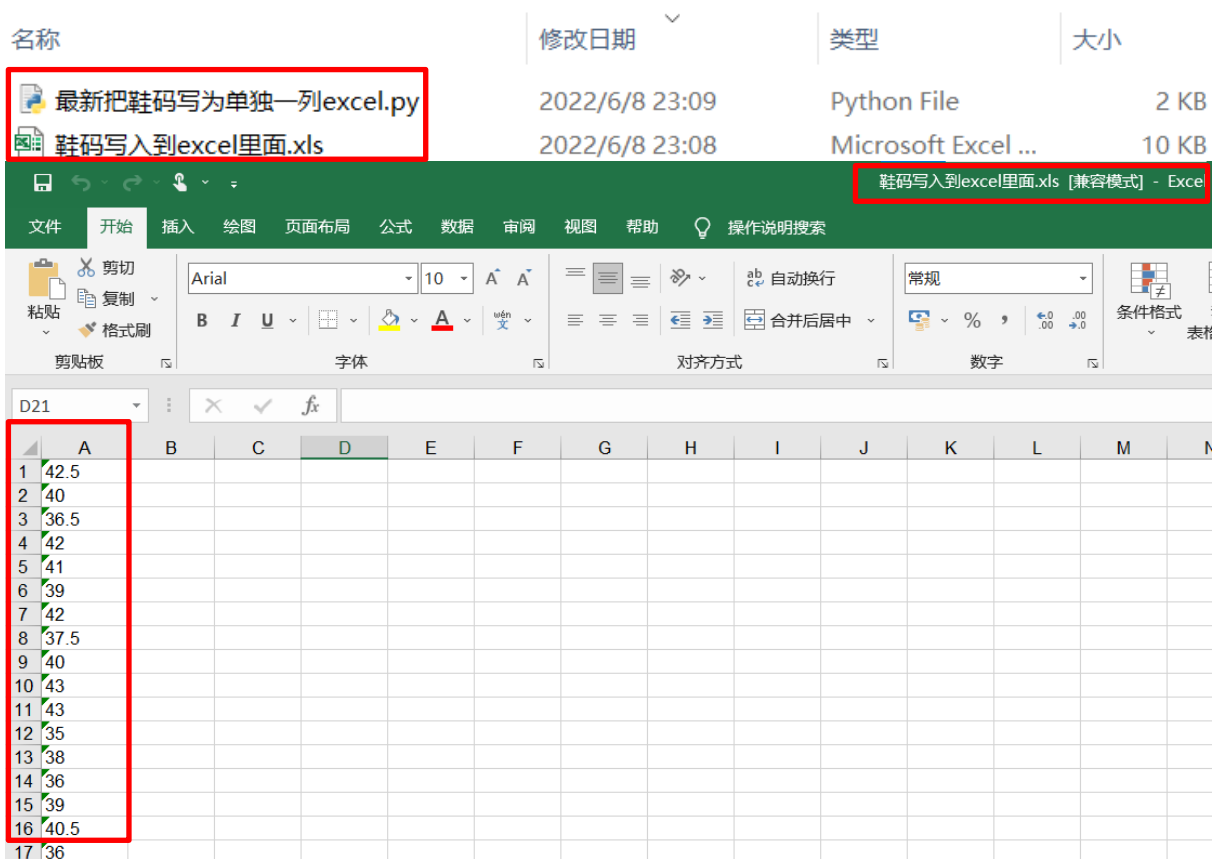 名称 修改日期 类型 大小
最新把鞋码写为单独一列excel.py 2022/6/8 23:09 Python File 2 KB
鞋码写入到excel里面.xls 2022/6/8 23:08 Microsoft Excel ... 10 KB
鞋码写入到excel里面.xls [兼容模式] - Excel
文件 开始 插入 绘图 页面布局 公式 数据 审阅 视图 帮助 操作说明搜索
剪切 Arial 10 A A ab 自动换行 常规
粘贴 复制 条件格式
格式刷 B I U A wén 文 合并后居中 % , .0 .00 .00 .0 表格
剪贴板 字体 对齐方式 数字
D21 fx
A B C D E F G H I J K L M N
1 42.5
2 40
3 36.5
4 42
5 41
6 39
7 42
8 37.5
9 40
10 43
11 43
12 35
13 38
14 36
15 39
16 40.5
17 36